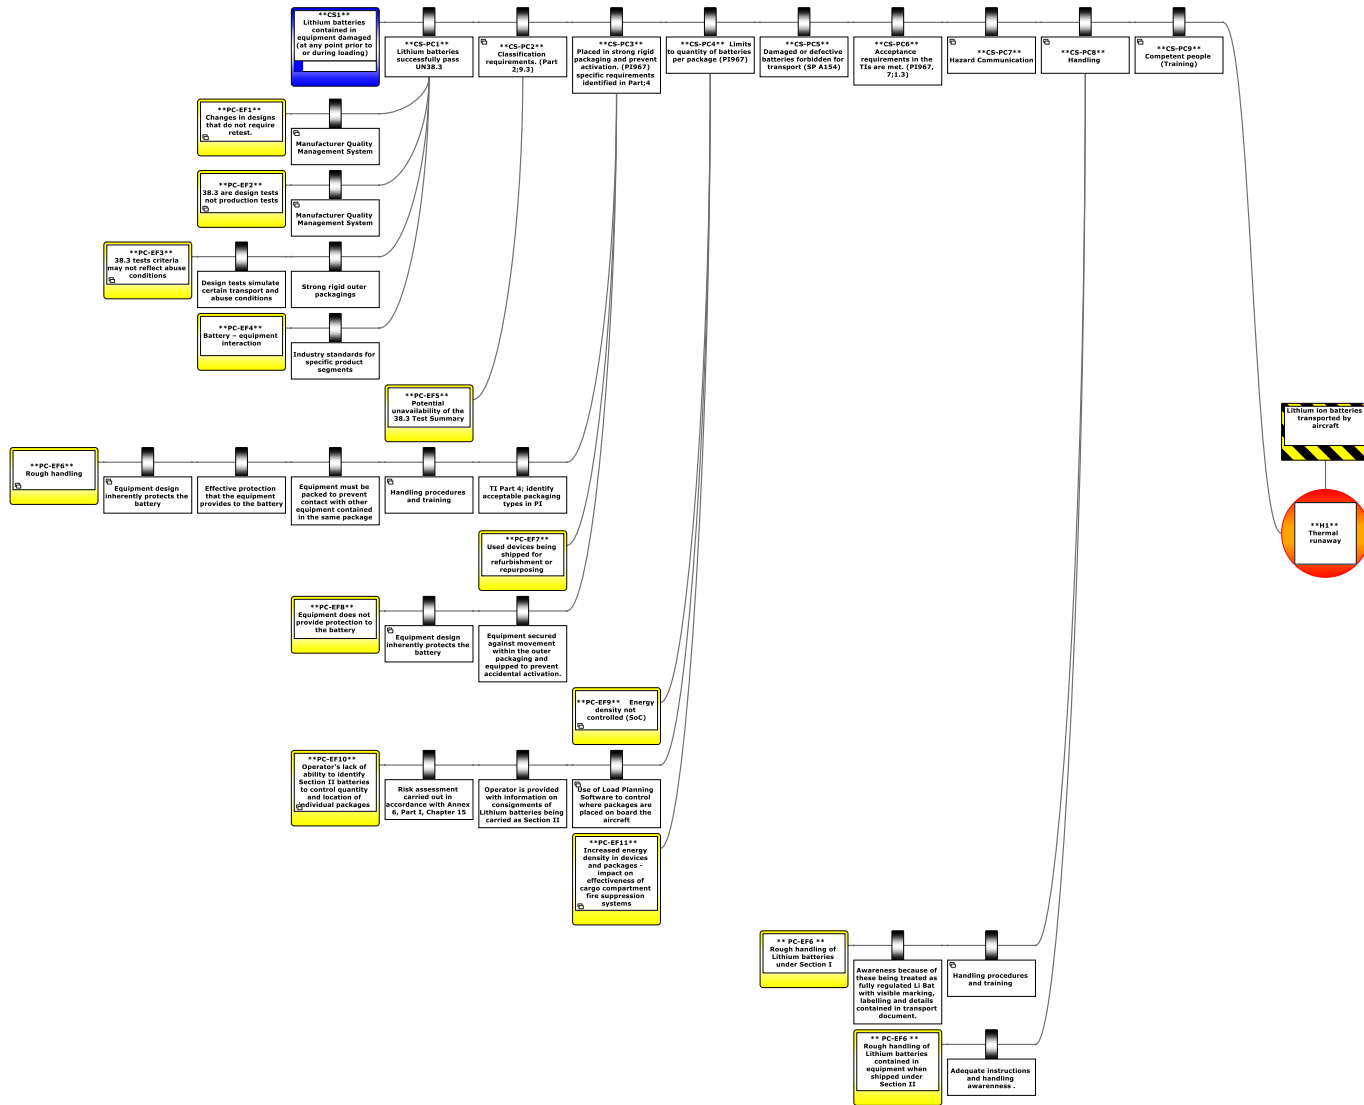 **CS1**
Lithium batteries
contained in
equipment damaged
(at any point prior to
or during loading)
**CS-PC1**
Lithium batteries
successfully pass
UN38.3
**CS-PC2**
Classification
requirements. (Part
2;9.3)
**CS-PC3**
Placed in strong rigid
packaging and prevent
activation. (PI967)
specific requirements
identified in Part;4
**CS-PC4** Limits
to quantity of batteries
per package (PI967)
**CS-PC5**
Damaged or defective
batteries forbidden for
transport (SP A154)
**CS-PC6**
Acceptance
requirements in the
TIs are met. (PI967,
7;1.3)
**CS-PC7**
Hazard Communication
**CS-PC8**
Handling
**CS-PC9**
Competent people
(Training)
**PC-EF1**
Changes in designs
that do not require
retest.
Manufacturer Quality
Management System
**PC-EF2**
38.3 are design tests
not production tests
Manufacturer Quality
Management System
**PC-EF3**
38.3 tests criteria
may not reflect abuse
conditions
Design tests simulate
certain transport and
abuse conditions
Strong rigid outer
packagings
**PC-EF4**
Battery – equipment
interaction
Industry standards for
specific product
segments
**PC-EF5**
Potential
unavailability of the
38.3 Test Summary
Lithium ion batteries
transported by
aircraft
**H1**
Thermal
runaway
**PC-EF6**
Rough handling
Equipment design
inherently protects the
battery
Effective protection
that the equipment
provides to the battery
Equipment must be
packed to prevent
contact with other
equipment contained
in the same package
Handling procedures
and training
TI Part 4; identify
acceptable packaging
types in PI
**PC-EF7**
Used devices being
shipped for
refurbishment or
repurposing
**PC-EF8**
Equipment does not
provide protection to
the battery
Equipment design
inherently protects the
battery
Equipment secured
against movement
within the outer
packaging and
equipped to prevent
accidental activation.
**PC-EF9** Energy
density not
controlled (SoC)
**PC-EF10**
Operator's lack of
ability to identify
Section II batteries
to control quantity
and location of
individual packages
Risk assessment
carried out in
accordance with Annex
6, Part I, Chapter 15
Operator is provided
with information on
consignments of
Lithium batteries being
carried as Section II
Use of Load Planning
Software to control
where packages are
placed on board the
aircraft
**PC-EF11**
Increased energy
density in devices
and packages -
impact on
effectiveness of
cargo compartment
fire suppression
systems
** PC-EF6 **
Rough handling of
Lithium batteries
under Section I
Awareness because of
these being treated as
fully regulated Li Bat
with visible marking,
labelling and details
contained in transport
document.
Handling procedures
and training
** PC-EF6 **
Rough handling of
Lithium batteries
contained in
equipment when
shipped under
Section II
Adequate instructions
and handling
awarenness .